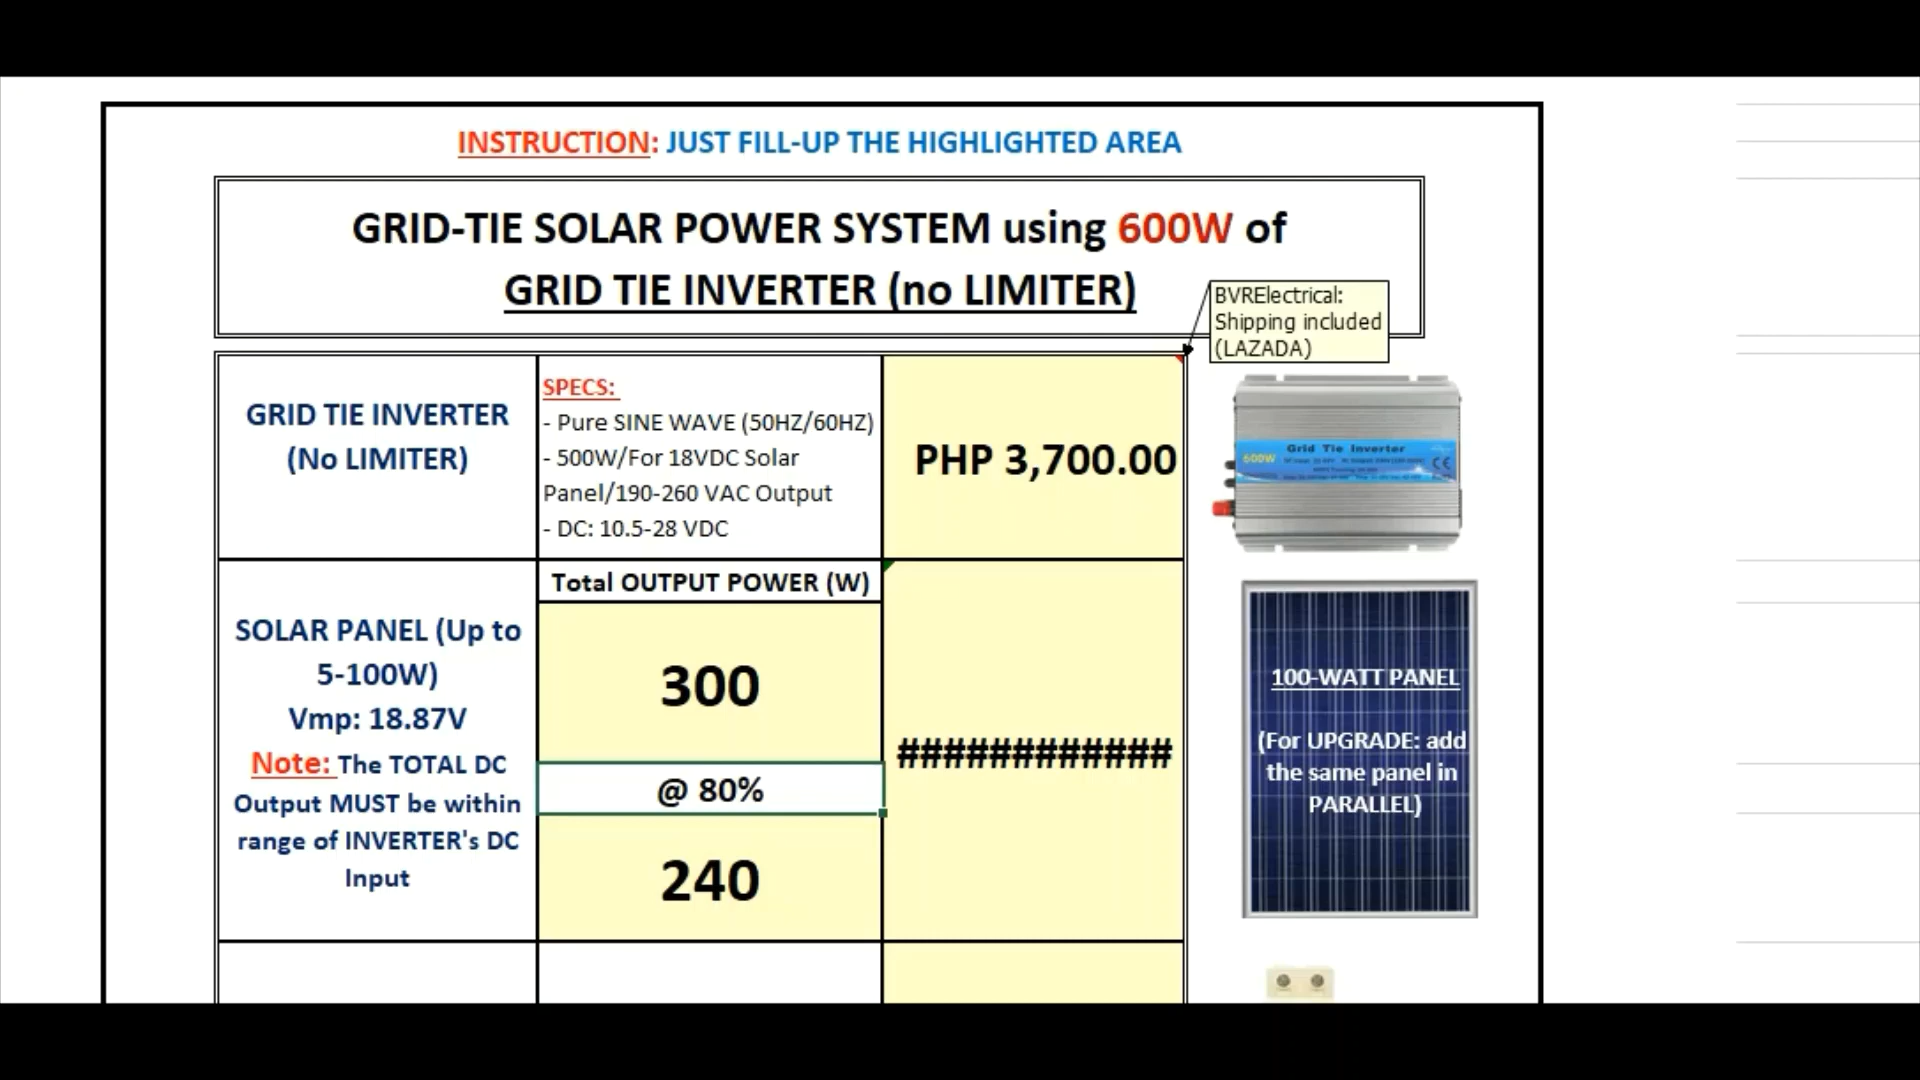 INSTRUCTION: JUST FILL-UP THE HIGHLIGHTED AREA
GRID-TIE SOLAR POWER SYSTEM using 600W of
GRID TIE INVERTER (no LIMITER)
BVRElectrical:
Shipping included
(LAZADA)
GRID TIE INVERTER
(No LIMITER)
SPECS:
- Pure SINE WAVE (50HZ/60HZ)
- 500W/For 18VDC Solar
Panel/190-260 VAC Output
- DC: 10.5-28 VDC
PHP 3,700.00
Grid Tie Inverter
600W
CE
SOLAR PANEL (Up to
5-100W)
Vmp: 18.87V
Note: The TOTAL DC
Output MUST be within
range of INVERTER's DC
Input
Total OUTPUT POWER (W)
300
@ 80%
240
############
100-WATT PANEL
(For UPGRADE: add
the same panel in
PARALLEL)